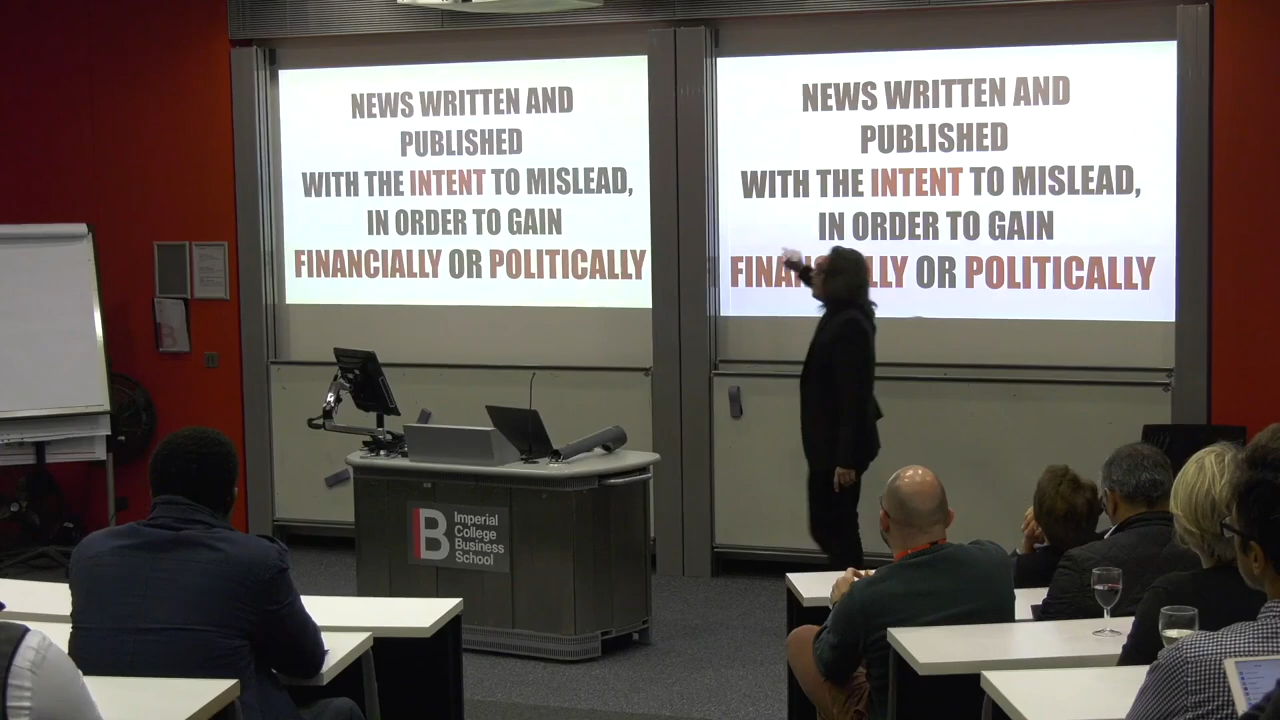 NEWS WRITTEN AND
PUBLISHED
WITH THE INTENT TO MISLEAD,
IN ORDER TO GAIN
FINANCIALLY OR POLITICALLY
NEWS WRITTEN AND
PUBLISHED
WITH THE INTENT TO MISLEAD,
IN ORDER TO GAIN
FINANCIALLY OR POLITICALLY
B
Imperial
College
Business
School